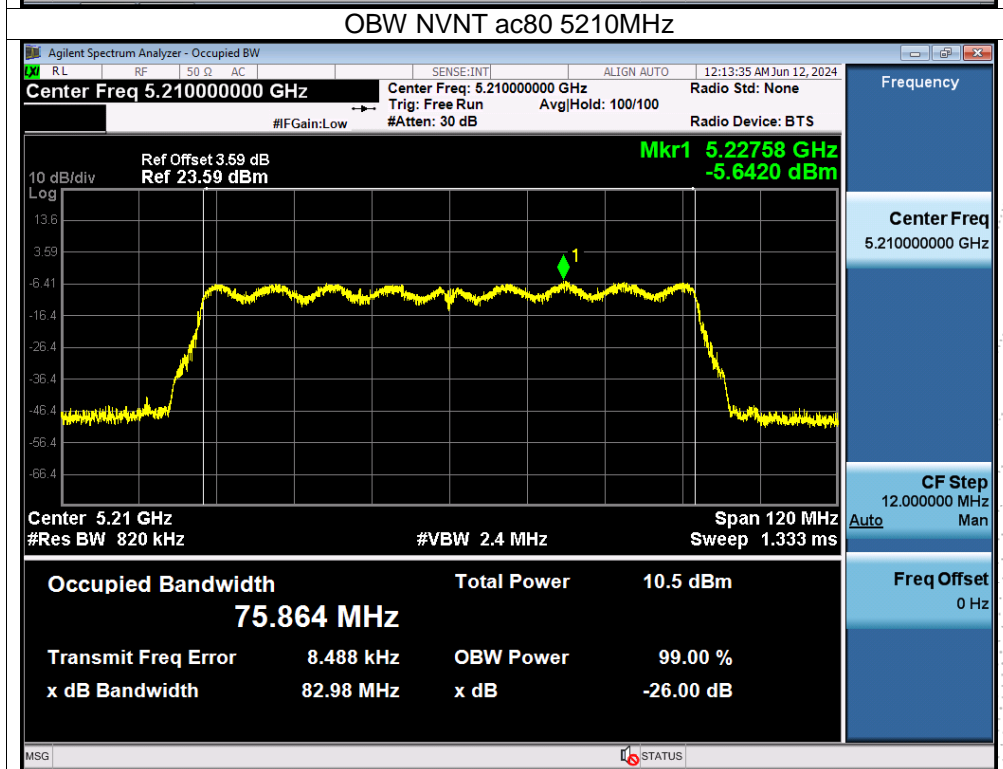 OBW NVNT ac80 5210MHz
Agilent Spectrum Analyzer - Occupied BW
LXI RL RF 50 Ω AC SENSE:INT ALIGN AUTO 12:13:35 AM Jun 12, 2024
Center Freq 5.210000000 GHz
Center Freq: 5.210000000 GHz
Radio Std: None
Trig: Free Run Avg|Hold: 100/100
#IFGain:Low
#Atten: 30 dB
Radio Device: BTS
Mkr1 5.22758 GHz
-5.6420 dBm
Ref Offset 3.59 dB
10 dB/div Ref 23.59 dBm
Log
13.6
3.59
-6.41
-16.4
-26.4
-36.4
-46.4
-56.4
-66.4
1
Center 5.21 GHz
Span 120 MHz
#Res BW 820 kHz
#VBW 2.4 MHz
Sweep 1.333 ms
Occupied Bandwidth
75.864 MHz
Total Power 10.5 dBm
Transmit Freq Error 8.488 kHz
OBW Power 99.00 %
x dB Bandwidth 82.98 MHz
x dB -26.00 dB
Frequency
Center Freq
5.210000000 GHz
CF Step
12.000000 MHz
Auto Man
Freq Offset
0 Hz
MSG
STATUS